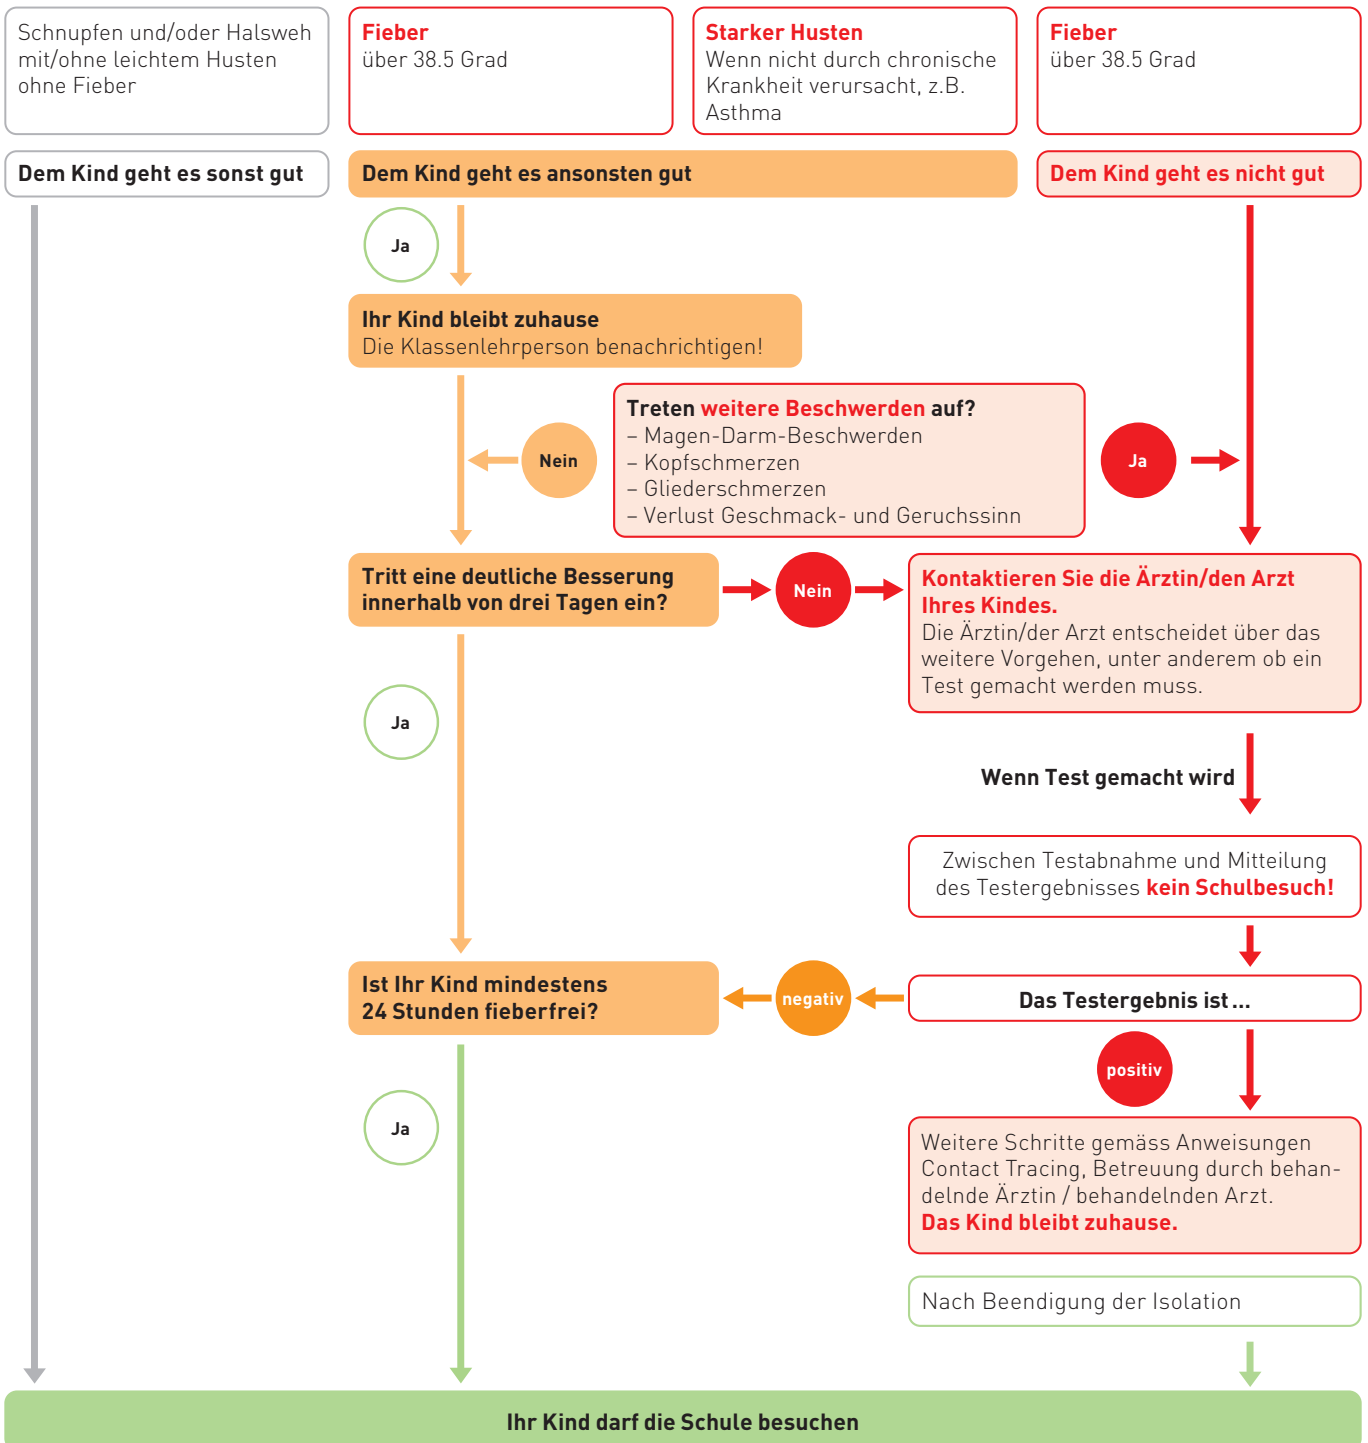 Schnupfen und/oder Halsweh
mit/ohne leichtem Husten
ohne Fieber
Fieber
über 38.5 Grad
Starker Husten
Wenn nicht durch chronische
Krankheit verursacht, z.B.
Asthma
Fieber
über 38.5 Grad
Dem Kind geht es sonst gut
Dem Kind geht es ansonsten gut
Dem Kind geht es nicht gut
Ja
Ihr Kind bleibt zuhause
Die Klassenlehrperson benachrichtigen!
Treten weitere Beschwerden auf?
– Magen-Darm-Beschwerden
– Kopfschmerzen
– Gliederschmerzen
– Verlust Geschmack- und Geruchssinn
Nein
Ja
Tritt eine deutliche Besserung
innerhalb von drei Tagen ein?
Nein
Kontaktieren Sie die Ärztin/den Arzt
Ihres Kindes.
Die Ärztin/der Arzt entscheidet über das
weitere Vorgehen, unter anderem ob ein
Test gemacht werden muss.
Ja
Wenn Test gemacht wird
Zwischen Testabnahme und Mitteilung
des Testergebnisses kein Schulbesuch!
Ist Ihr Kind mindestens
24 Stunden fieberfrei?
negativ
Das Testergebnis ist ...
positiv
Ja
Weitere Schritte gemäss Anweisungen
Contact Tracing, Betreuung durch behan-
delnde Ärztin / behandelnden Arzt.
Das Kind bleibt zuhause.
Nach Beendigung der Isolation
Ihr Kind darf die Schule besuchen